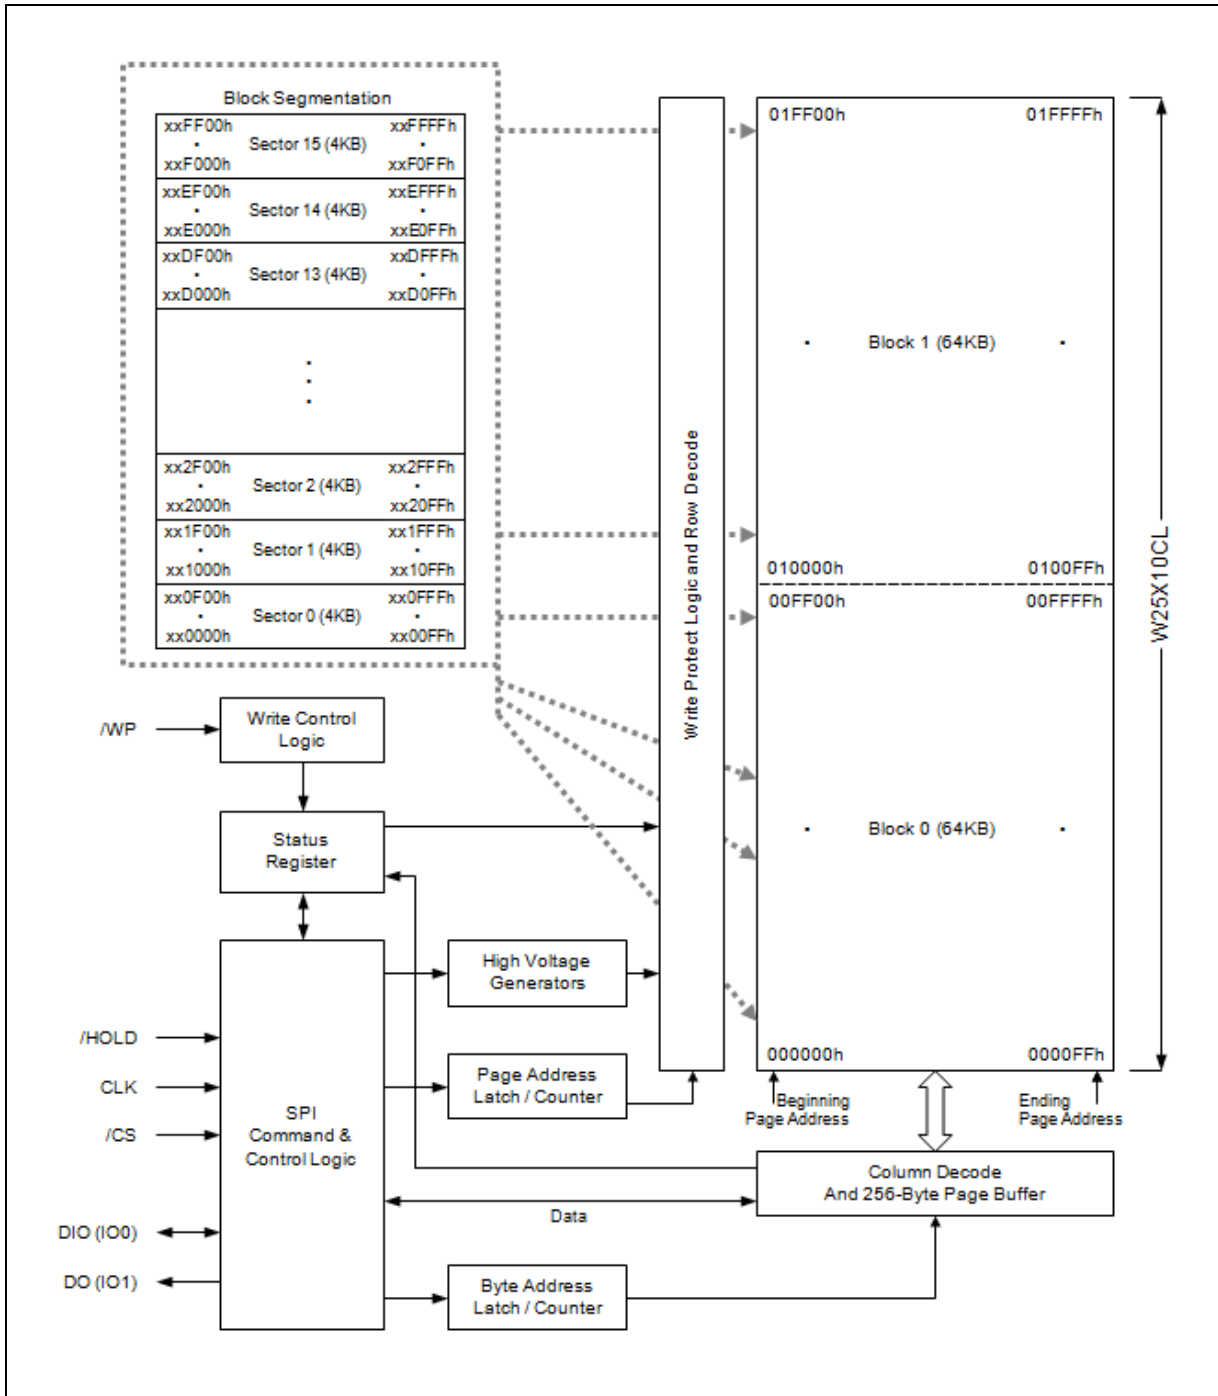 Block Segmentation
xxFF00h xxFFFFh
Sector 15 (4KB)
xxF000h xxF0FFh
xxEF00h xxEFFFh
Sector 14 (4KB)
xxE000h xxE0FFh
xxDF00h xxDFFFh
Sector 13 (4KB)
xxD000h xxD0FFh
xx2F00h xx2FFFh
Sector 2 (4KB)
xx2000h xx20FFh
xx1F00h xx1FFFh
Sector 1 (4KB)
xx1000h xx10FFh
xx0F00h xx0FFFh
Sector 0 (4KB)
xx0000h xx00FFh
Write Protect Logic and Row Decode
01FF00h 01FFFFh
Block 1 (64KB)
010000h 0100FFh
00FF00h 00FFFFh
Block 0 (64KB)
000000h 0000FFh
W25X10CL
Beginning
Page Address
Ending
Page Address
/WP
Write Control
Logic
Status
Register
High Voltage
Generators
/HOLD
CLK
/CS
DIO (IO0)
DO (IO1)
SPI
Command &
Control Logic
Page Address
Latch / Counter
Column Decode
And 256-Byte Page Buffer
Data
Byte Address
Latch / Counter